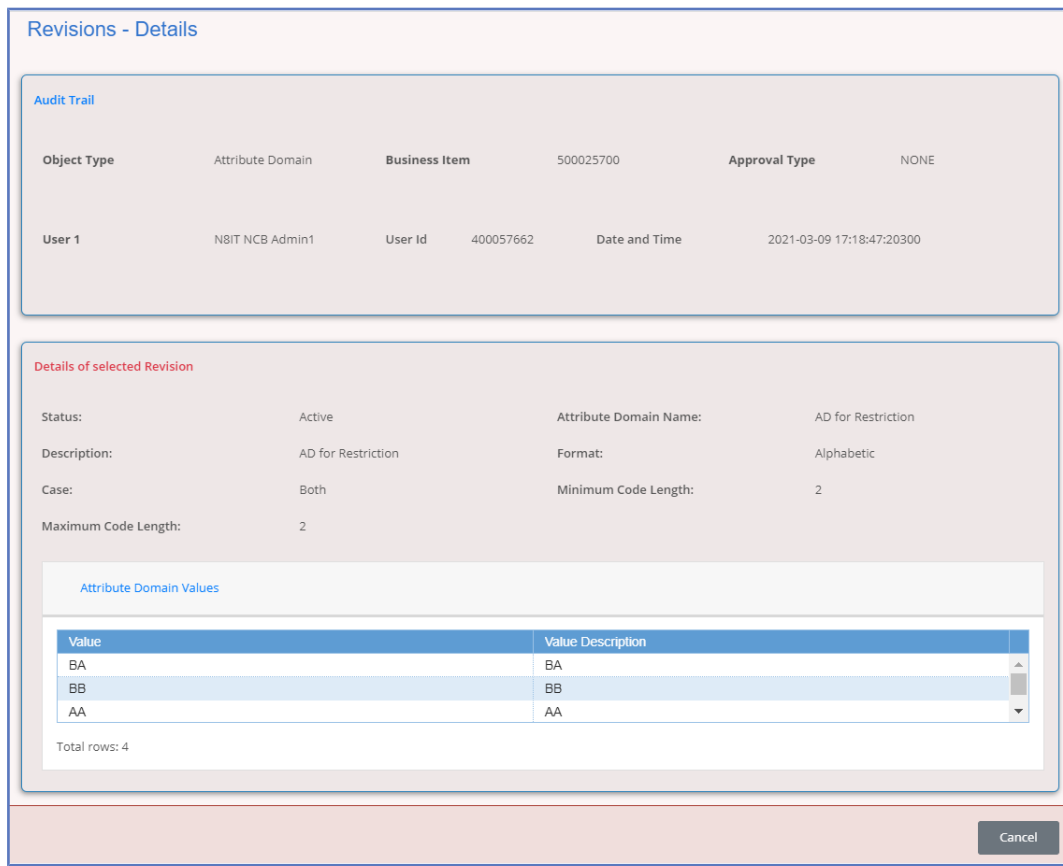 Revisions - Details
Audit Trail
Object Type Attribute Domain Business Item 500025700 Approval Type NONE
User 1 N8IT NCB Admin1 User Id 400057662 Date and Time 2021-03-09 17:18:47:20300
Details of selected Revision
Status: Active Attribute Domain Name: AD for Restriction
Description: AD for Restriction Format: Alphabetic
Case: Both Minimum Code Length: 2
Maximum Code Length: 2
Attribute Domain Values
Value Value Description
BA BA
BB BB
AA AA
Total rows: 4
Cancel